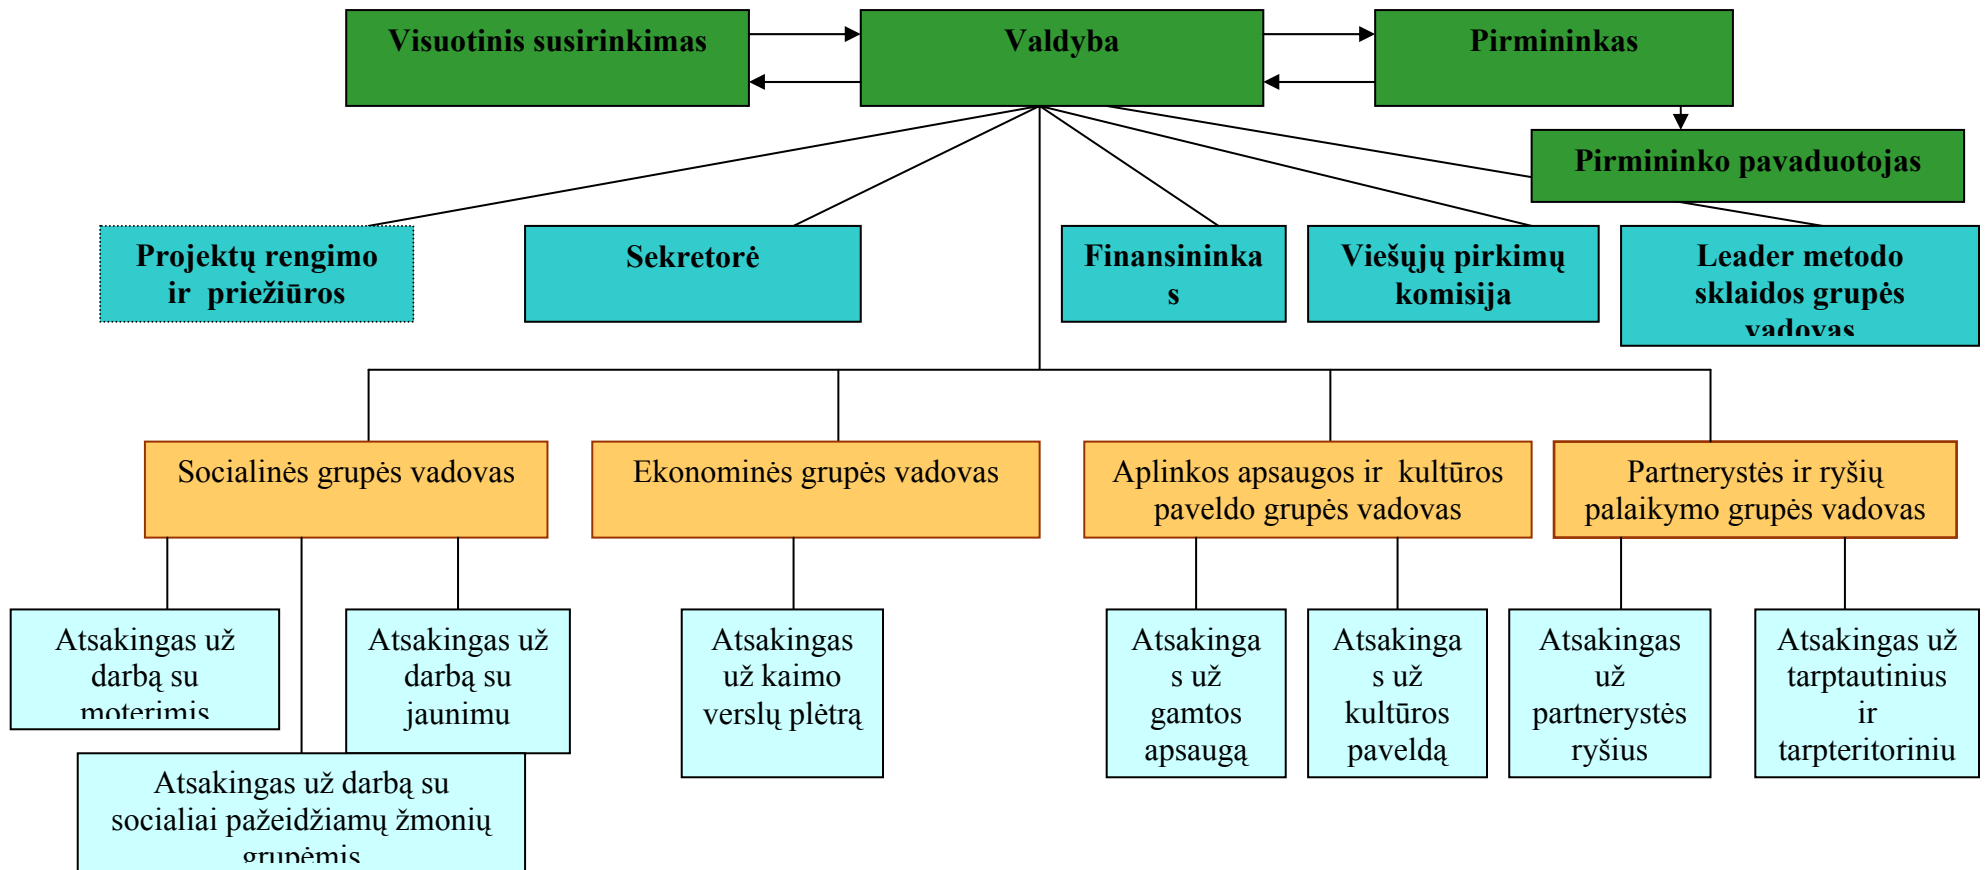 Visuotinis susirinkimas
Valdyba
Pirmininkas
Pirmininko pavaduotojas
Projektų rengimo
ir  priežiūros
Sekretorė
Finansininka
s
Viešųjų pirkimų
komisija
Leader metodo
sklaidos grupės
vadovas
Socialinės grupės vadovas
Ekonominės grupės vadovas
Aplinkos apsaugos ir  kultūros
paveldo grupės vadovas
Partnerystės ir ryšių
palaikymo grupės vadovas
Atsakingas už
darbą su
moterimis
Atsakingas už
darbą su
jaunimu
Atsakingas
už kaimo
verslų plėtrą
Atsakinga
s už
gamtos
apsaugą
Atsakinga
s už
kultūros
paveldą
Atsakingas
už
partnerystės
ryšius
Atsakingas už
tarptautinius
ir
tarpteritoriniu
Atsakingas už darbą su
socialiai pažeidžiamų žmonių
grupėmis